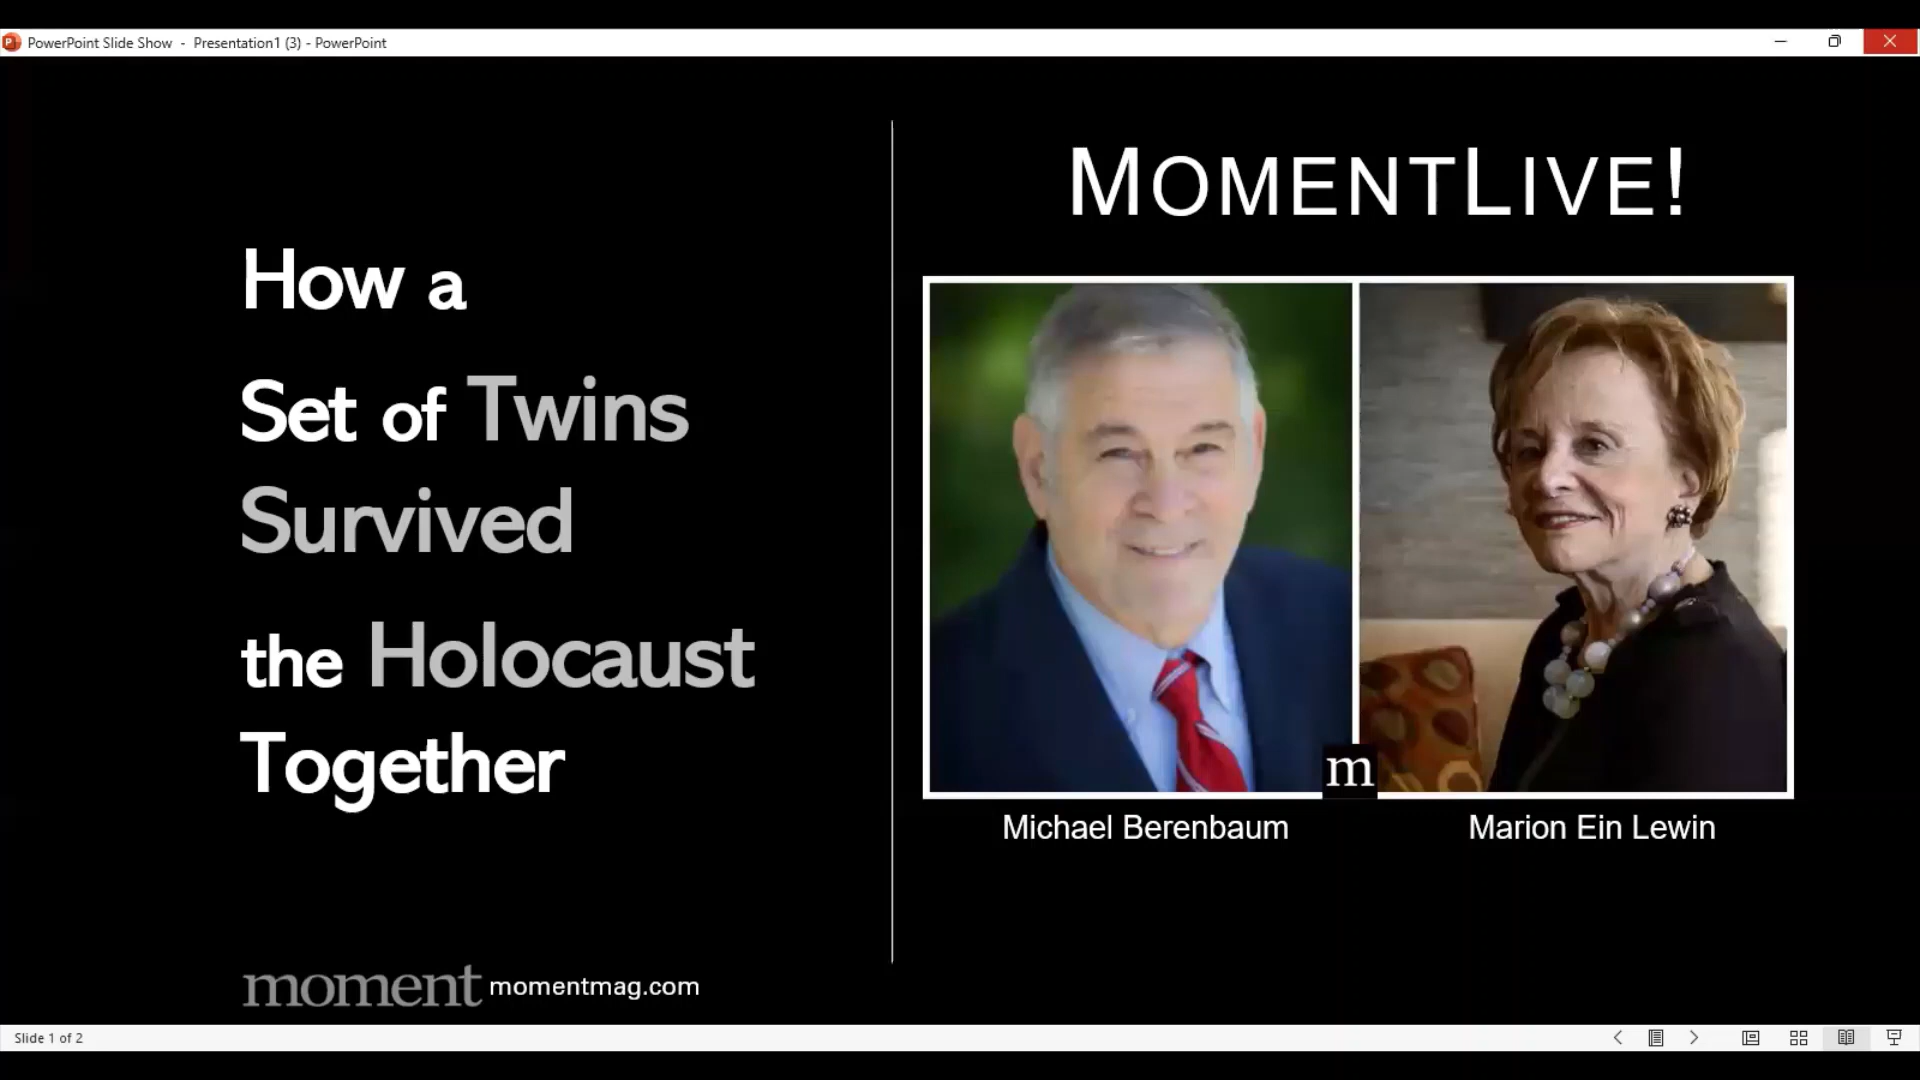 PowerPoint Slide Show - Presentation1 (3) - PowerPoint
How a
Set of Twins
Survived
the Holocaust
Together
moment momentmag.com
MOMENTLIVE!
m
Michael Berenbaum
Marion Ein Lewin
Slide 1 of 2